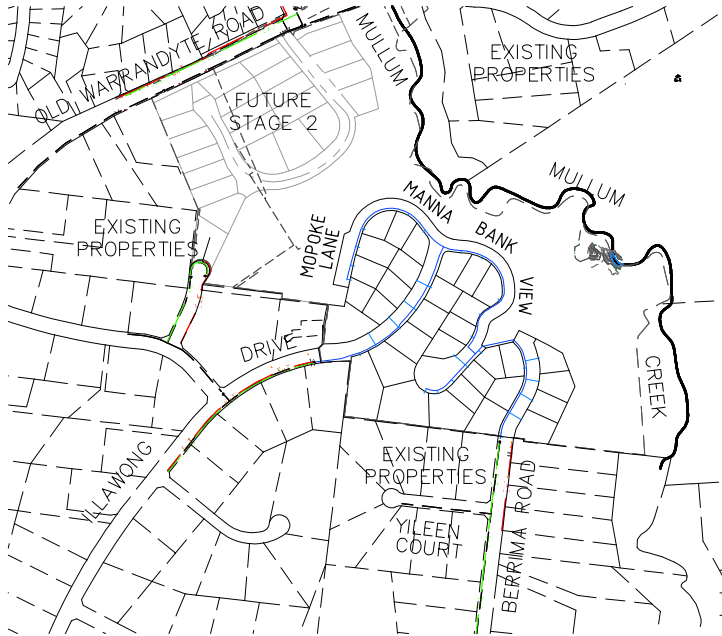 OLD WARRANDYTE ROAD
MULLUM
EXISTING
PROPERTIES
FUTURE
STAGE 2
MULLUM
EXISTING
PROPERTIES
MOPOKE
LANE
MANNA
BANK
VIEW
DRIVE
CREEK
ILLAWONG
EXISTING
PROPERTIES
YILEEN
COURT
BERRIMA ROAD